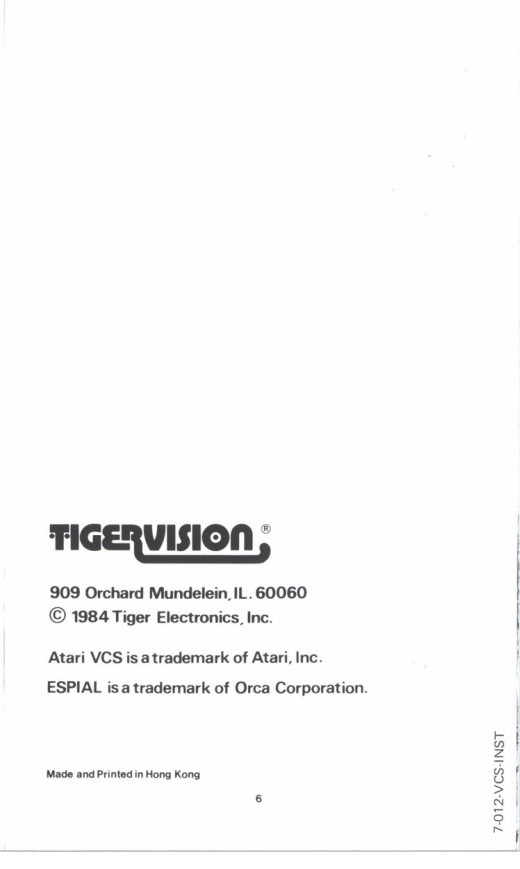 TIGERVISION®
909 Orchard Mundelein, IL. 60060
© 1984 Tiger Electronics, Inc.
Atari VCS is a trademark of Atari, Inc.
ESPIAL is a trademark of Orca Corporation.
Made and Printed in Hong Kong
6
7-012-VCS-INST